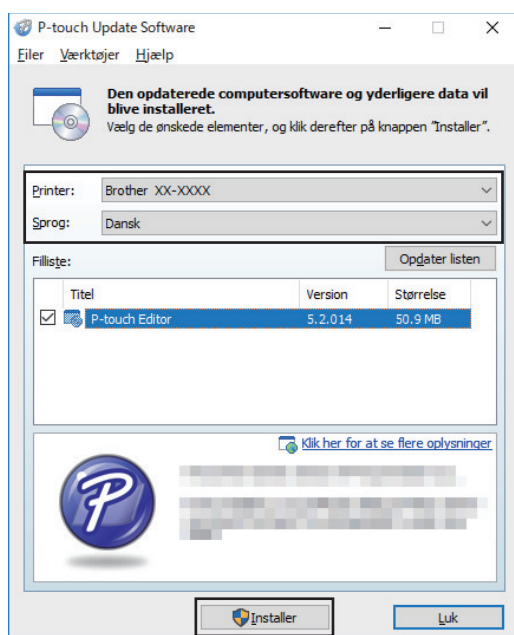 P-touch Update Software
Filer Værktøjer Hjælp
Den opdaterede computersoftware og yderligere data vil
blive installeret.
Vælg de ønskede elementer, og klik derefter på knappen "Installer".
Printer: Brother XX-XXXX
Sprog: Dansk
Filliste: Opdater listen
Titel Version Størrelse
P-touch Editor 5.2.014 50.9 MB
Klik her for at se flere oplysninger
P
Installer Luk